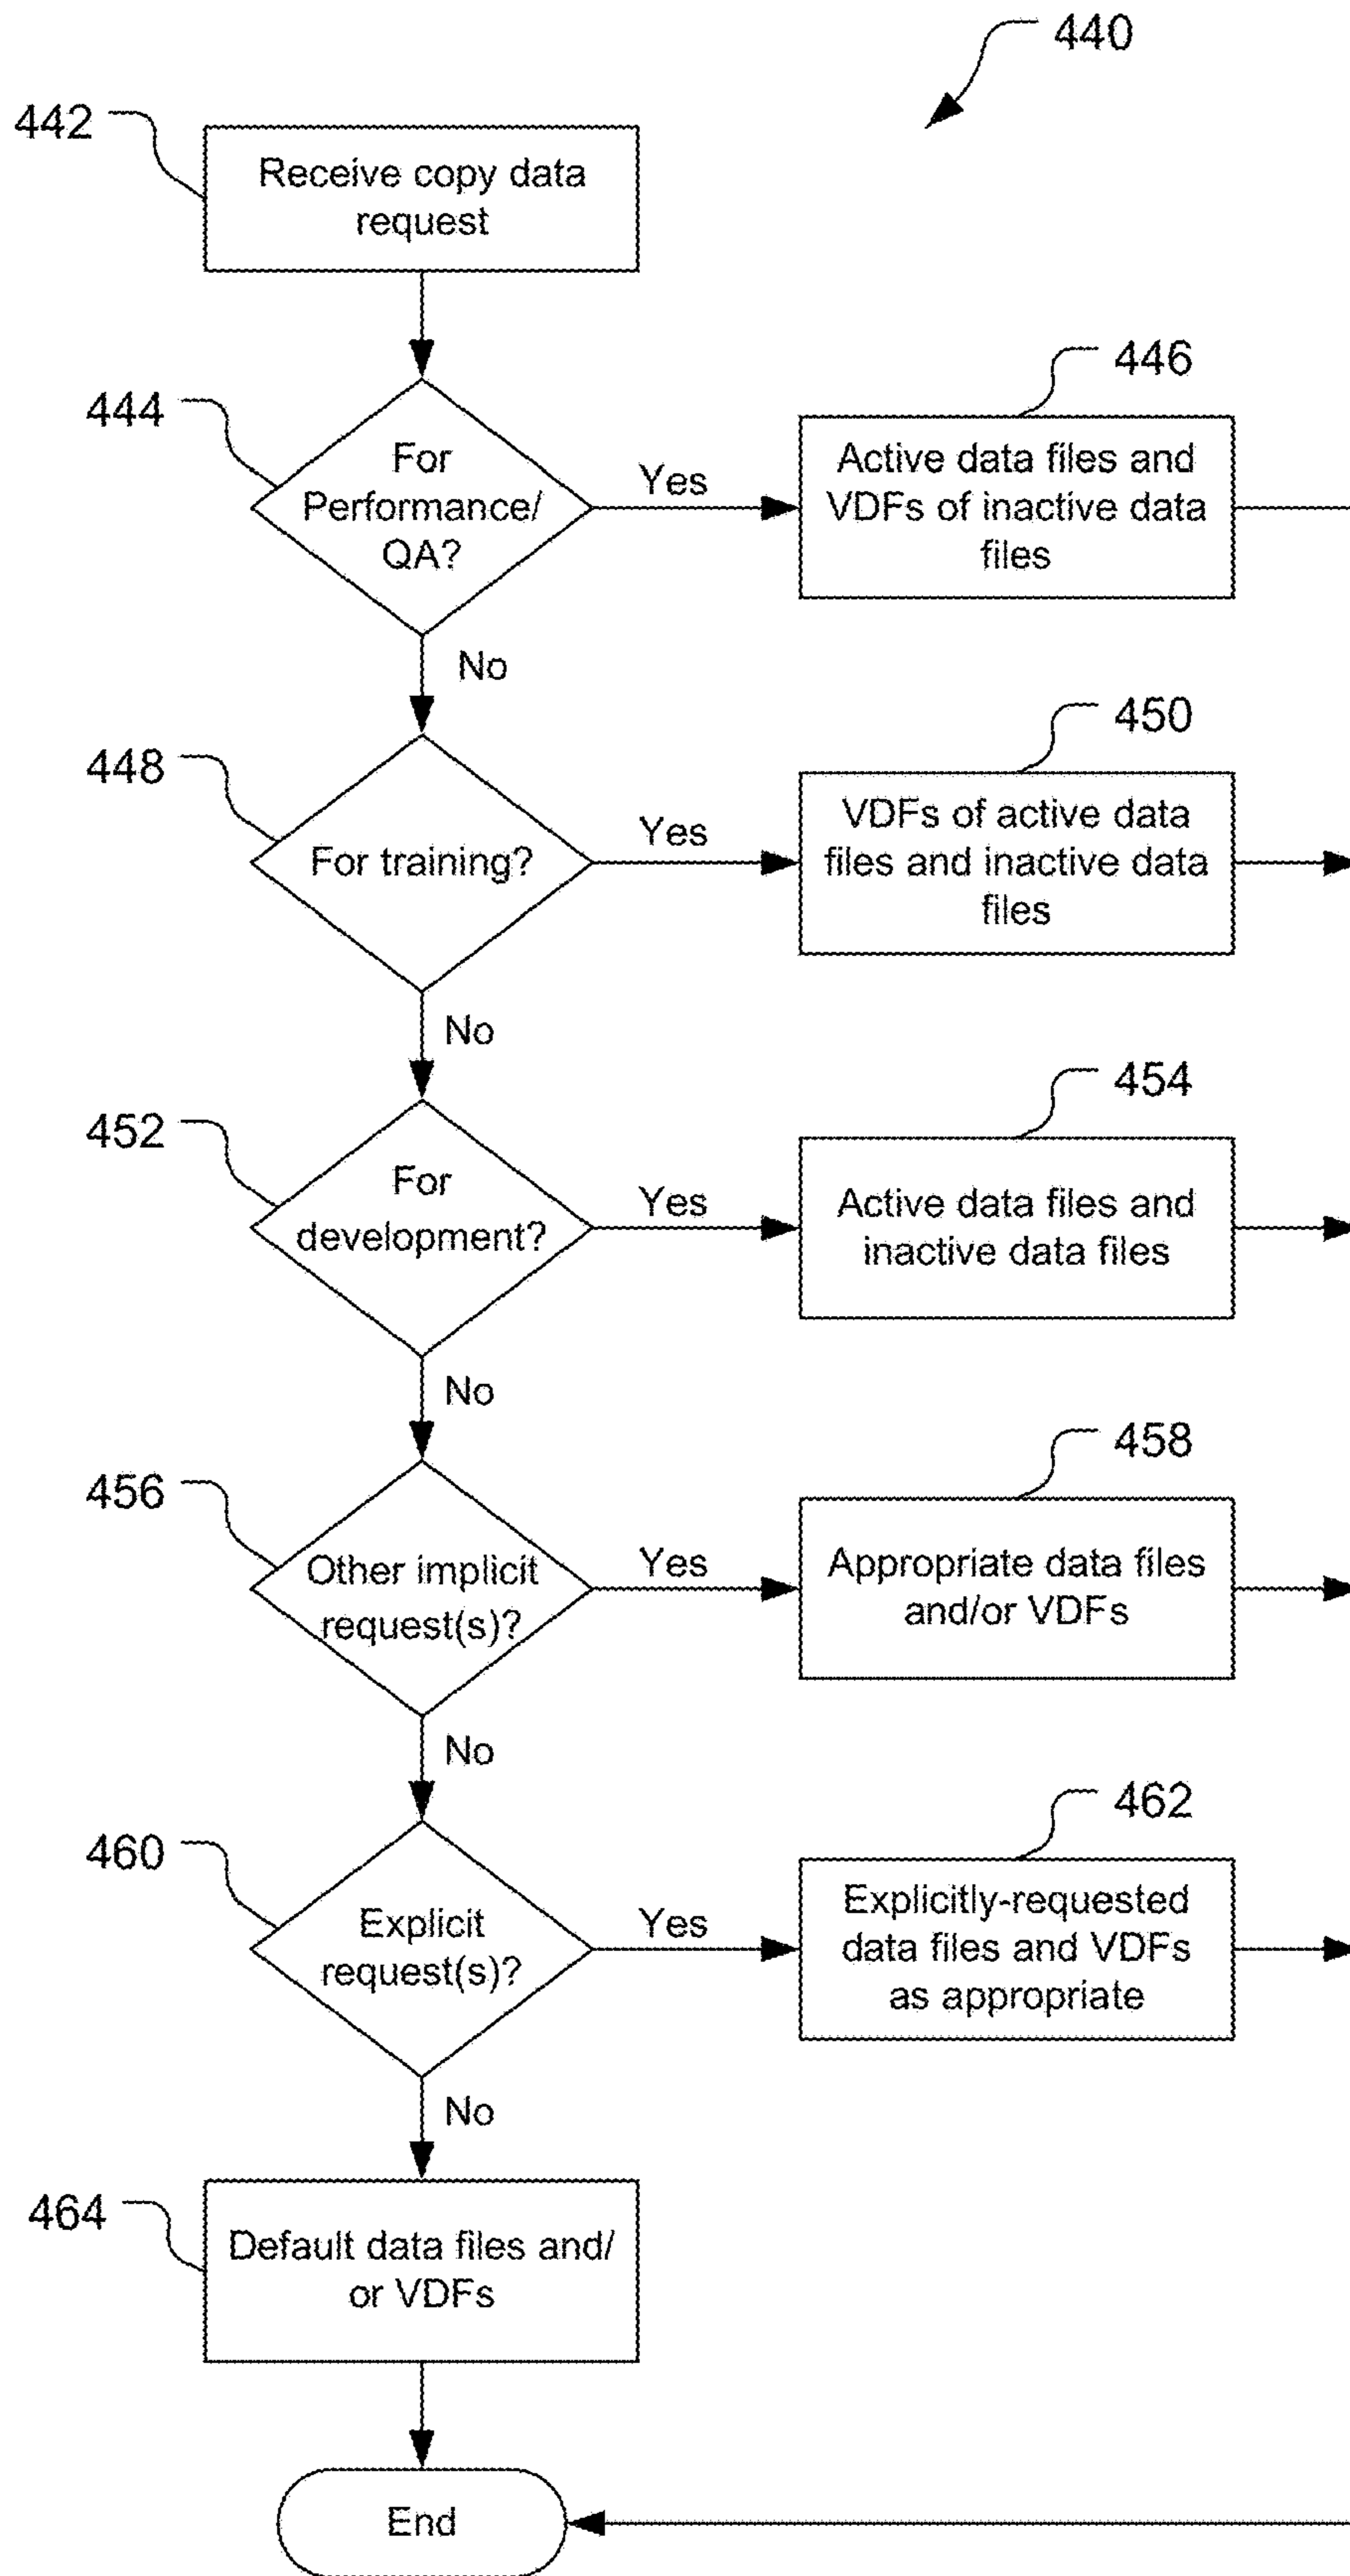 440
442
Receive copy data
request
444
For
Performance/
QA?
Yes
446
Active data files and
VDFs of inactive data
files
No
448
For training?
Yes
450
VDFs of active data
files and inactive data
files
No
452
For
development?
Yes
454
Active data files and
inactive data files
No
456
Other implicit
request(s)?
Yes
458
Appropriate data files
and/or VDFs
No
460
Explicit
request(s)?
Yes
462
Explicitly-requested
data files and VDFs
as appropriate
No
464
Default data files and/
or VDFs
End